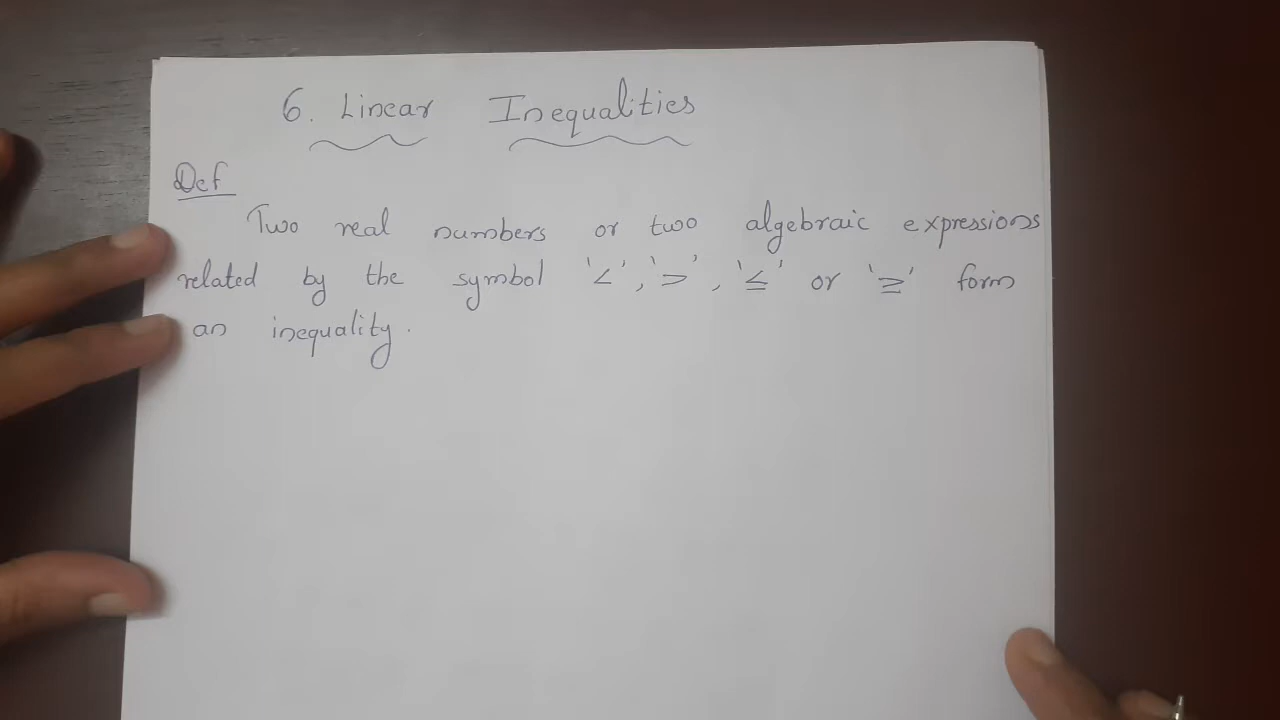 6. Linear Inequalities
Def
Two real numbers or two algebraic expressions
related by the symbol '<', '>', '≤' or '≥' form
an inequality.